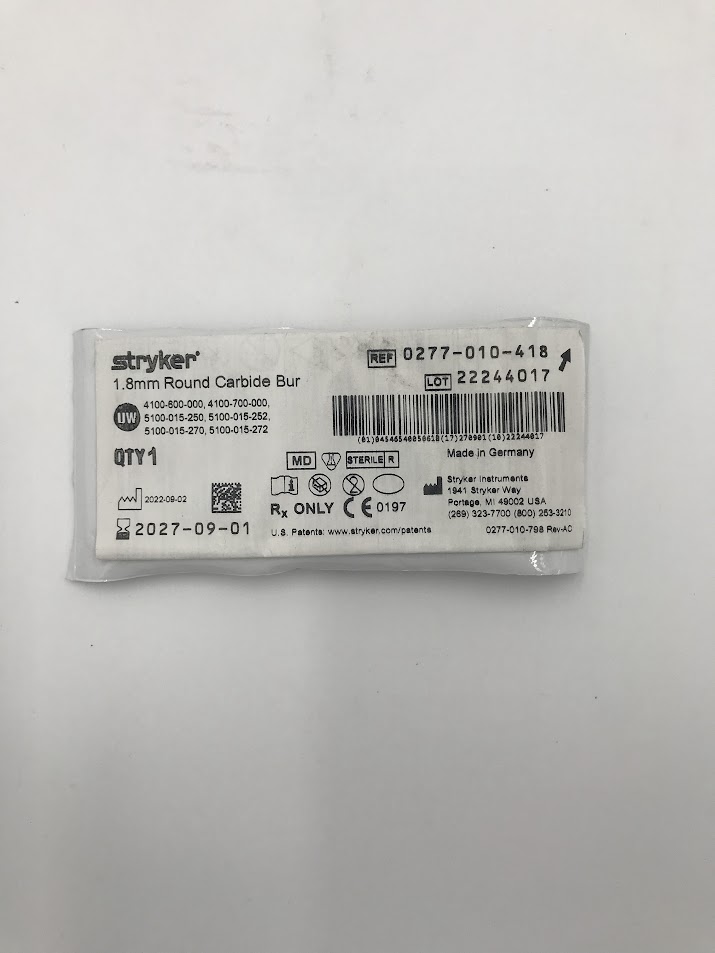 stryker
1.8mm Round Carbide Bur
REF 0277-010-418
LOT 22244017
UW
4100-600-000, 4100-700-000,
5100-015-250, 5100-015-252,
5100-015-270, 5100-015-272
QTY1
MD STERILE R
Made in Germany
2022-09-02
Rx ONLY CE 0197
Stryker Instruments
1941 Stryker Way
Portage, MI 49002 USA
(269) 323-7700 (800) 253-3210
2027-09-01
U.S. Patents: www.stryker.com/patents
0277-010-798 Rev-AC